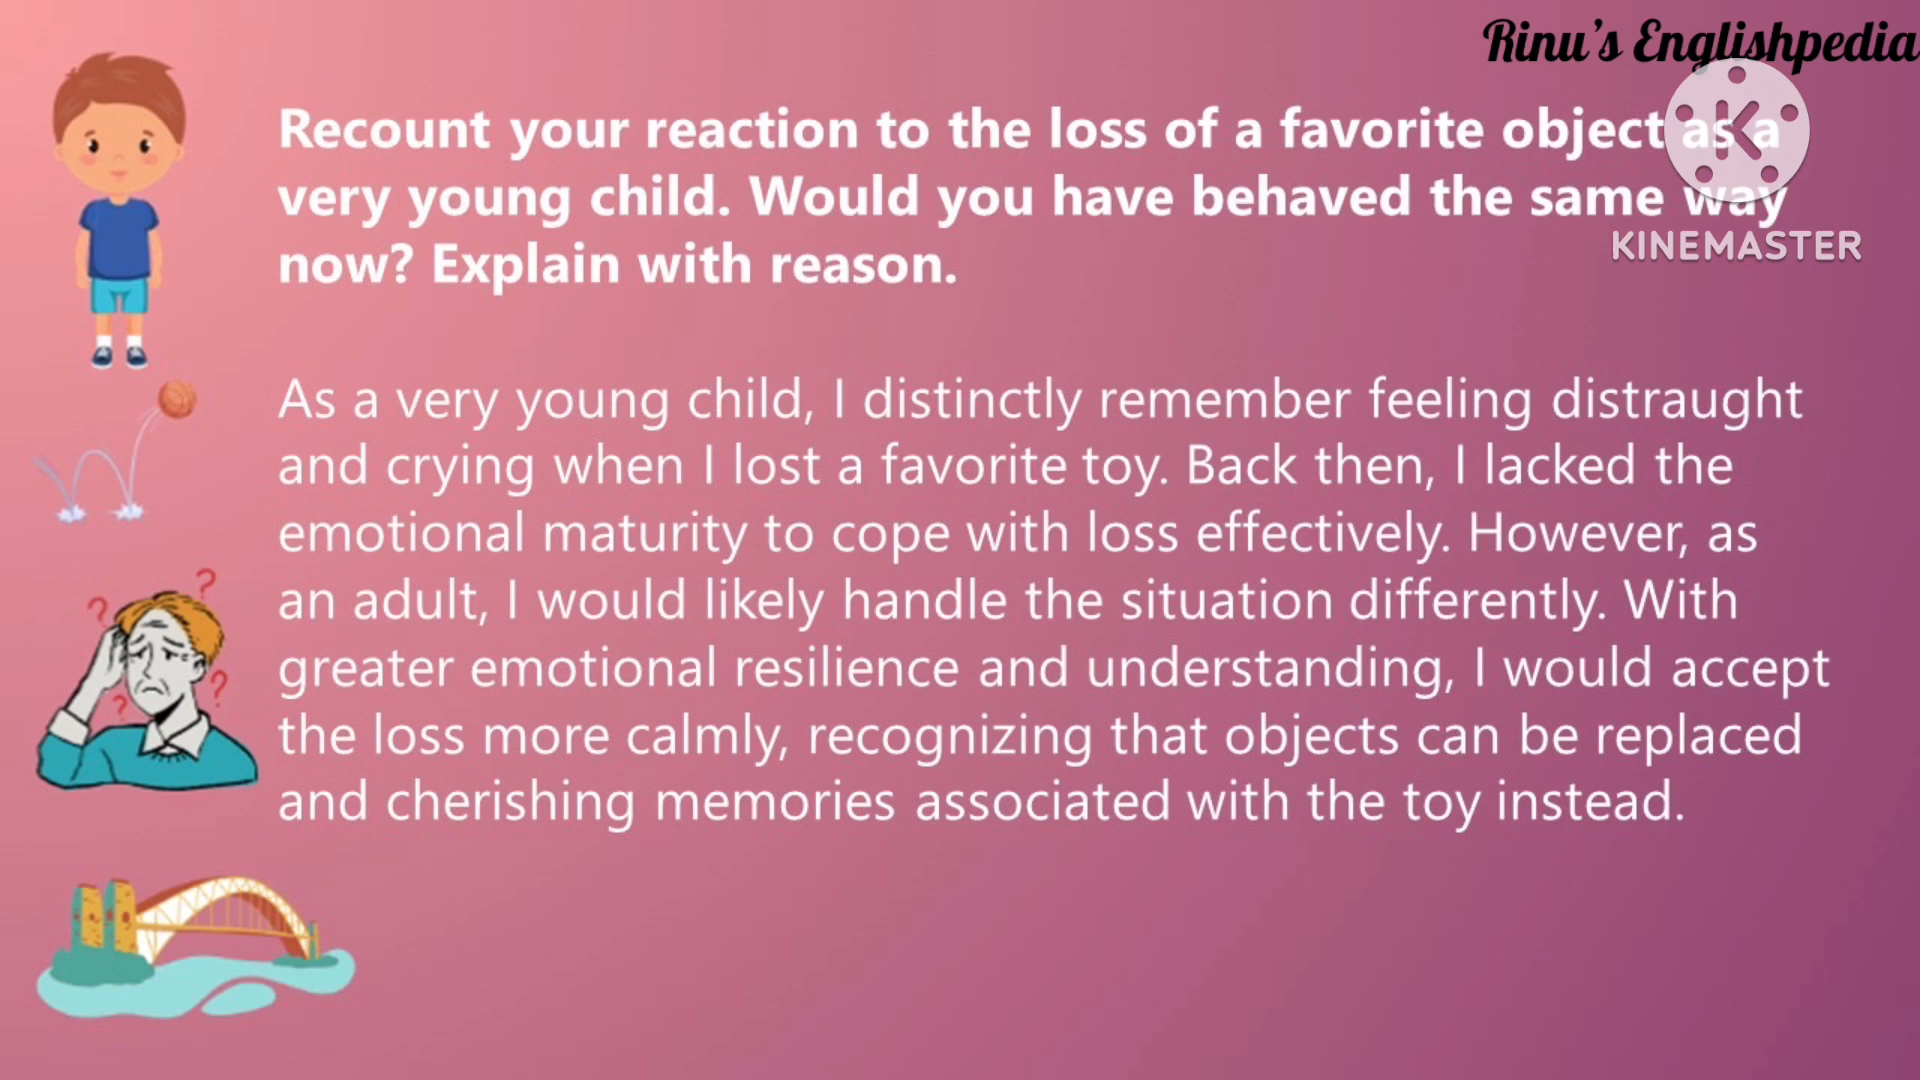 Rinu's Englishpedia
Recount your reaction to the loss of a favorite object as a
very young child. Would you have behaved the same way
now? Explain with reason.
KINEMASTER
As a very young child, I distinctly remember feeling distraught
and crying when I lost a favorite toy. Back then, I lacked the
emotional maturity to cope with loss effectively. However, as
an adult, I would likely handle the situation differently. With
greater emotional resilience and understanding, I would accept
the loss more calmly, recognizing that objects can be replaced
and cherishing memories associated with the toy instead.